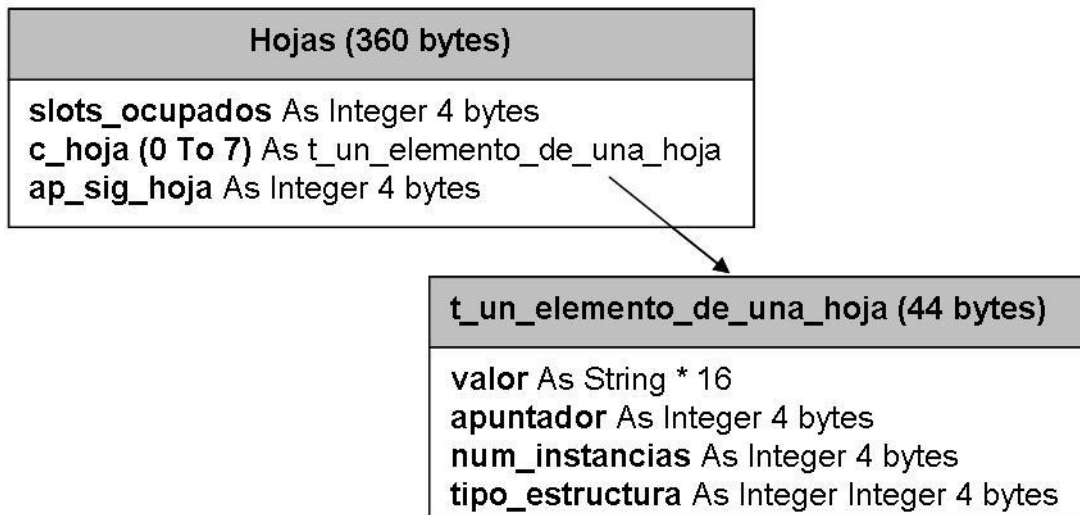 Hojas (360 bytes)
slots_ocupados As Integer 4 bytes
c_hoja (0 To 7) As t_un_elemento_de_una_hoja
ap_sig_hoja As Integer 4 bytes
t_un_elemento_de_una_hoja (44 bytes)
valor As String * 16
apuntador As Integer 4 bytes
num_instancias As Integer 4 bytes
tipo_estructura As Integer Integer 4 bytes